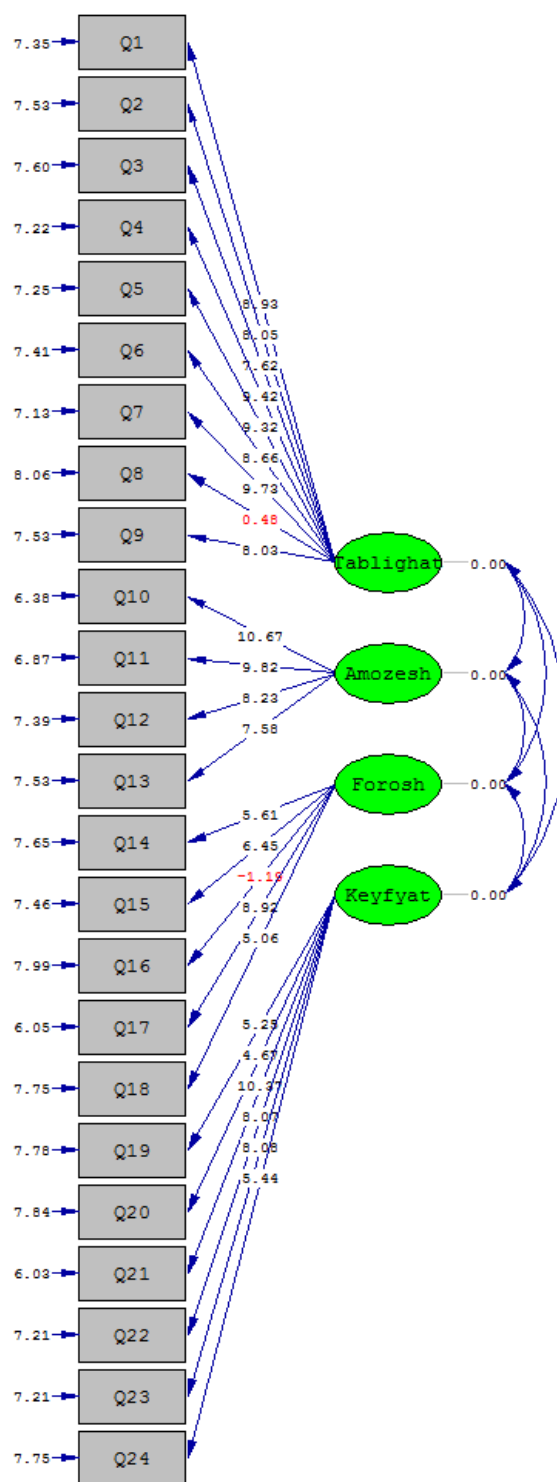 7.35 Q1
7.53 Q2
7.60 Q3
7.22 Q4
7.25 Q5
8.93
8.05
7.41 Q6
7.62
9.42
7.13 Q7
9.32
8.66
8.06 Q8
9.73
0.48
7.53 Q9
8.03
Tablighat 0.00
6.38 Q10
10.67
6.87 Q11
9.82
Amozesh 0.00
7.39 Q12
8.23
7.58
7.53 Q13
Forosh 0.00
7.65 Q14
5.61
6.45
-1.19
7.46 Q15
8.92
Keyfyat 0.00
5.06
7.99 Q16
6.05 Q17
5.25
4.67
7.75 Q18
10.37
8.07
7.78 Q19
8.08
5.44
7.84 Q20
6.03 Q21
7.21 Q22
7.21 Q23
7.75 Q24